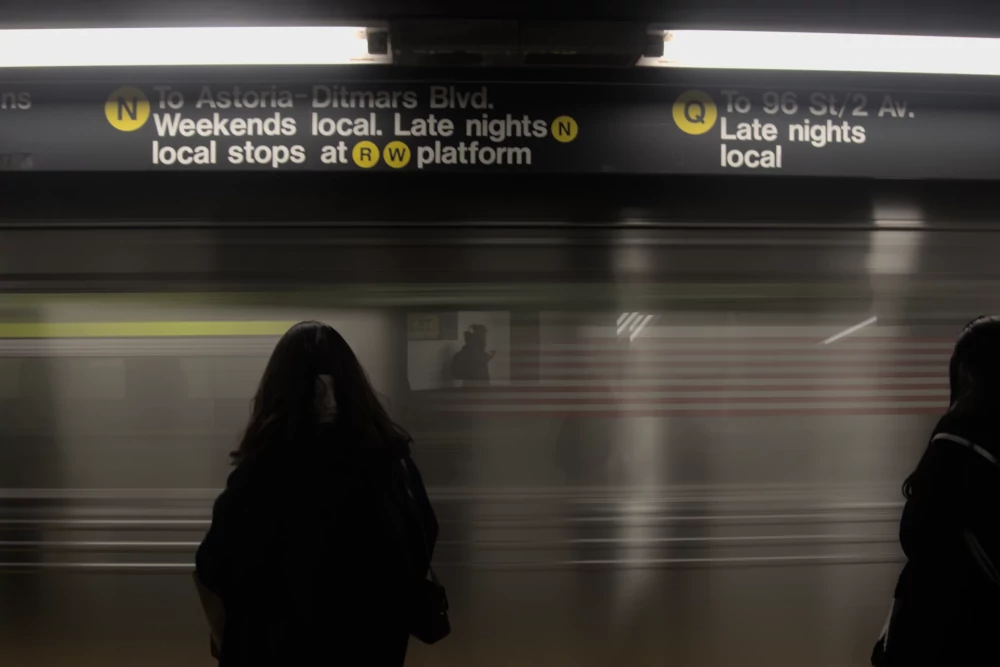 ns
N To Astoria-Ditmars Blvd.
Weekends local. Late nights N
local stops at R W platform
Q To 96 St/2 Av.
Late nights
local